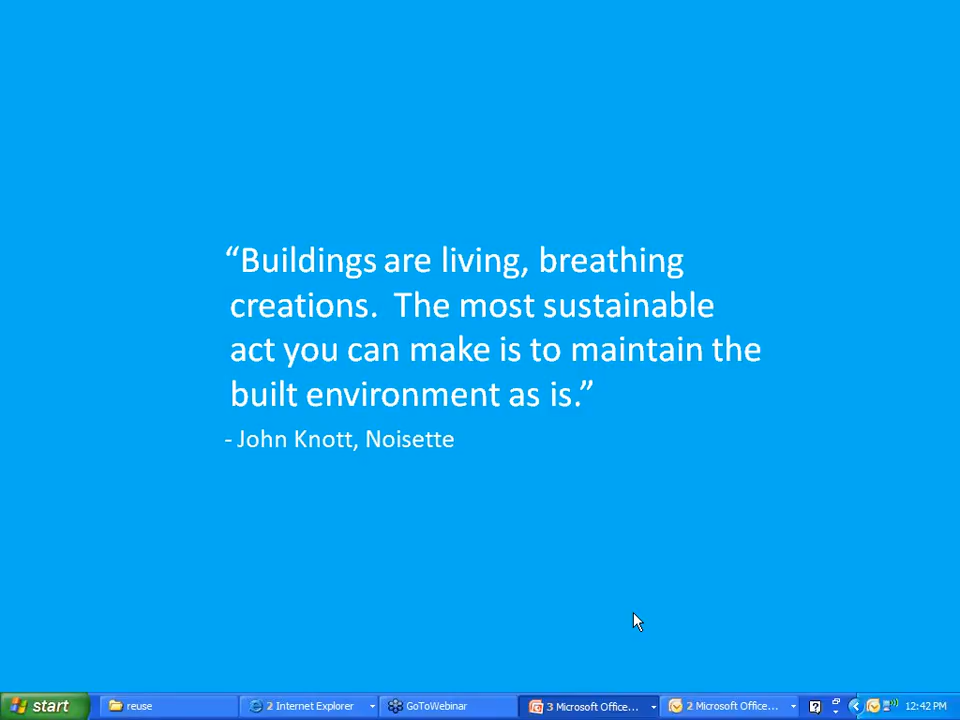 “Buildings are living, breathing
creations.  The most sustainable
act you can make is to maintain the
built environment as is.”
- John Knott, Noisette
start
reuse
2 Internet Explorer
GoToWebinar
3 Microsoft Office...
2 Microsoft Office...
?
12:42 PM